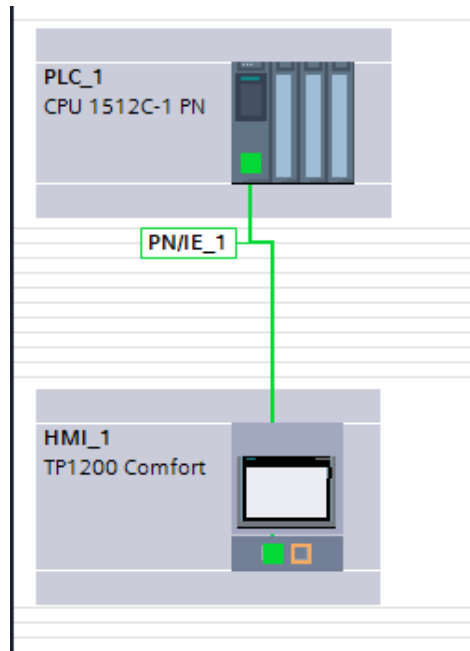 PLC_1
CPU 1512C-1 PN
PN/IE_1
HMI_1
TP1200 Comfort